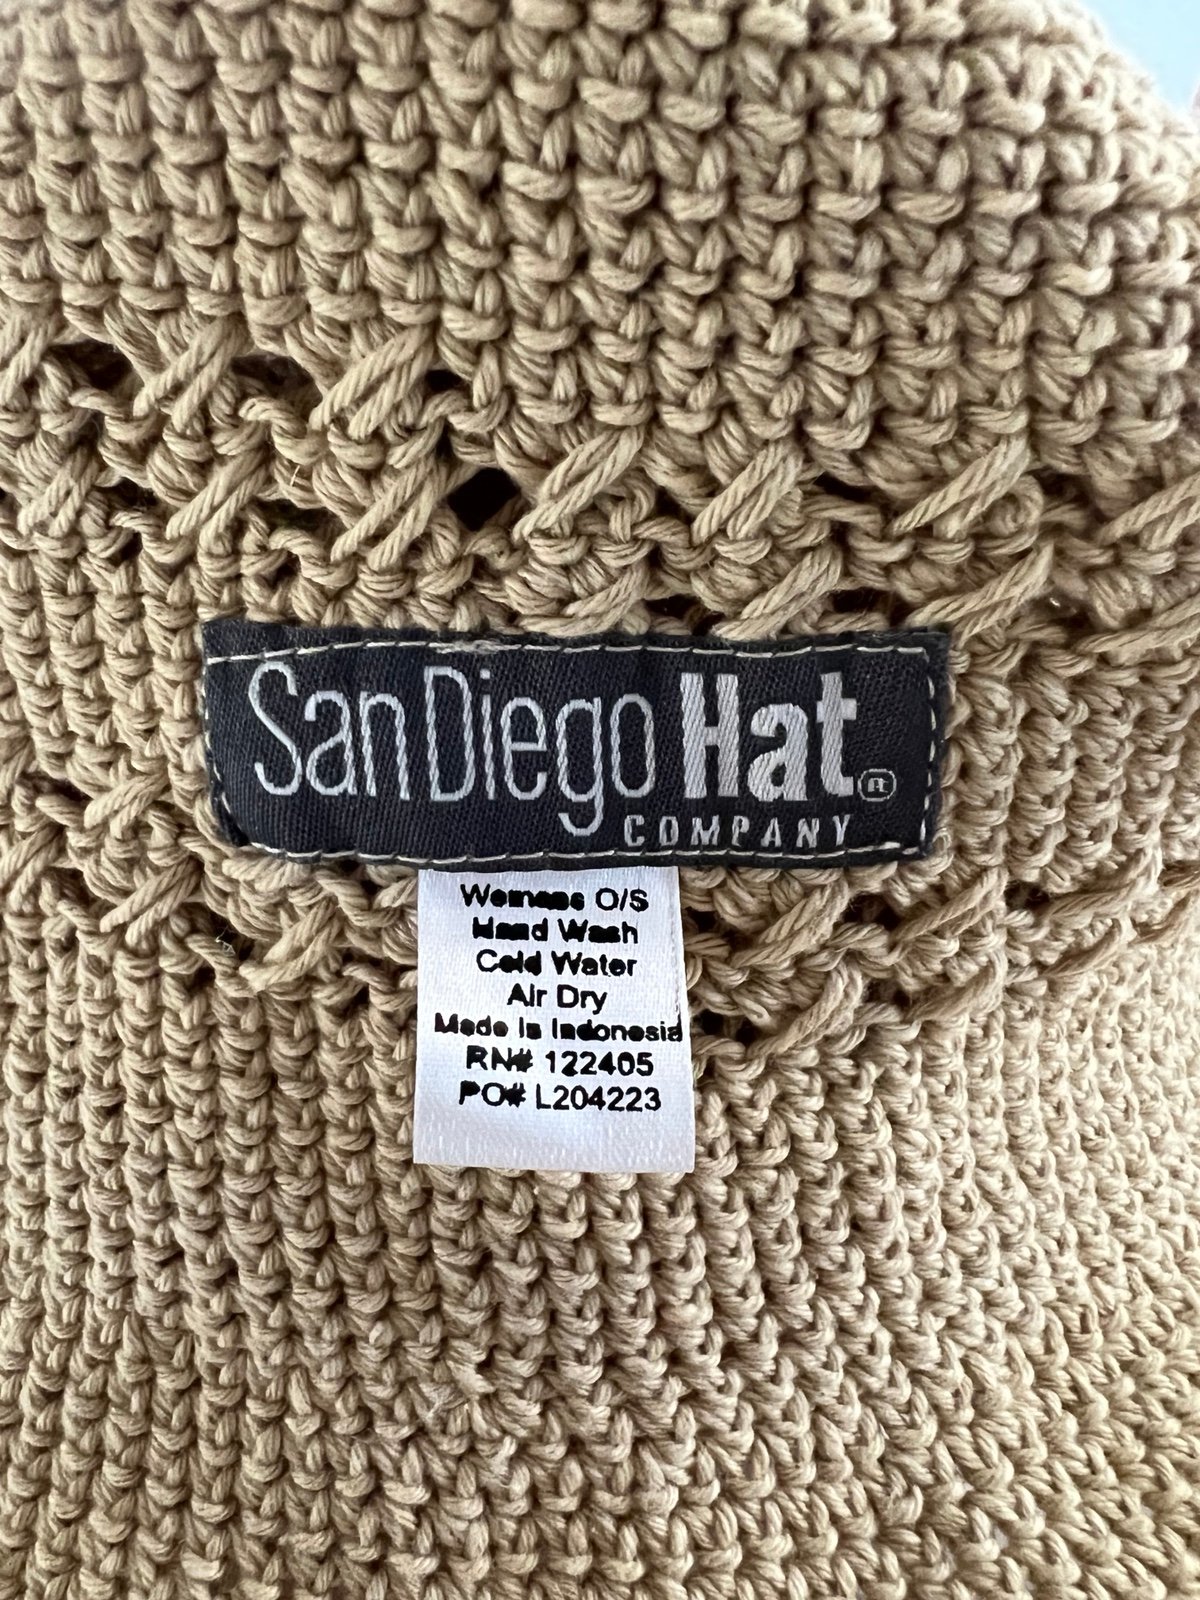 San Diego Hat®
COMPANY
Womens O/S
Hand Wash
Cold Water
Air Dry
Made In Indonesia
RN# 122405
PO# L204223